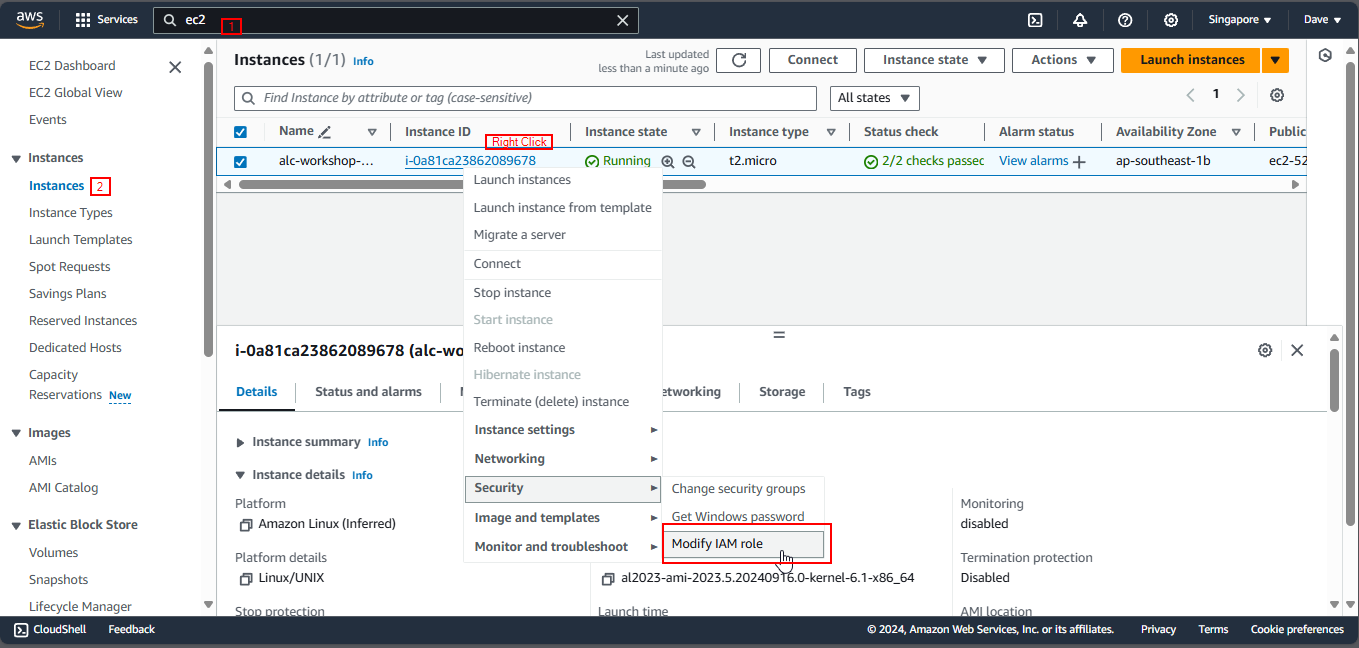 aws
Services
ec2
1
Singapore
Dave
EC2 Dashboard
EC2 Global View
Events
Instances
Instances
2
Instance Types
Launch Templates
Spot Requests
Savings Plans
Reserved Instances
Dedicated Hosts
Capacity
Reservations New
Images
AMIs
AMI Catalog
Elastic Block Store
Volumes
Snapshots
Lifecycle Manager
Instances (1/1) Info
Last updated
less than a minute ago
Connect
Instance state
Actions
Launch instances
Find Instance by attribute or tag (case-sensitive)
All states
1
Name
Instance ID
Right Click
Instance state
Instance type
Status check
Alarm status
Availability Zone
Public
alc-workshop-...
i-0a81ca23862089678
Running
t2.micro
2/2 checks passed
View alarms
ap-southeast-1b
ec2-52
Launch instances
Launch instance from template
Migrate a server
Connect
Stop instance
Start instance
Reboot instance
Hibernate instance
Terminate (delete) instance
Instance settings
Networking
Security
Image and templates
Monitor and troubleshoot
Change security groups
Get Windows password
Modify IAM role
i-0a81ca23862089678 (alc-wo
Details
Status and alarms
etworking
Storage
Tags
Instance summary Info
Instance details Info
Platform
Amazon Linux (Inferred)
Platform details
Linux/UNIX
Stop protection
al2023-ami-2023.5.20240916.0-kernel-6.1-x86_64
Launch time
Monitoring
disabled
Termination protection
Disabled
AMI location
CloudShell
Feedback
© 2024, Amazon Web Services, Inc. or its affiliates.
Privacy
Terms
Cookie preferences